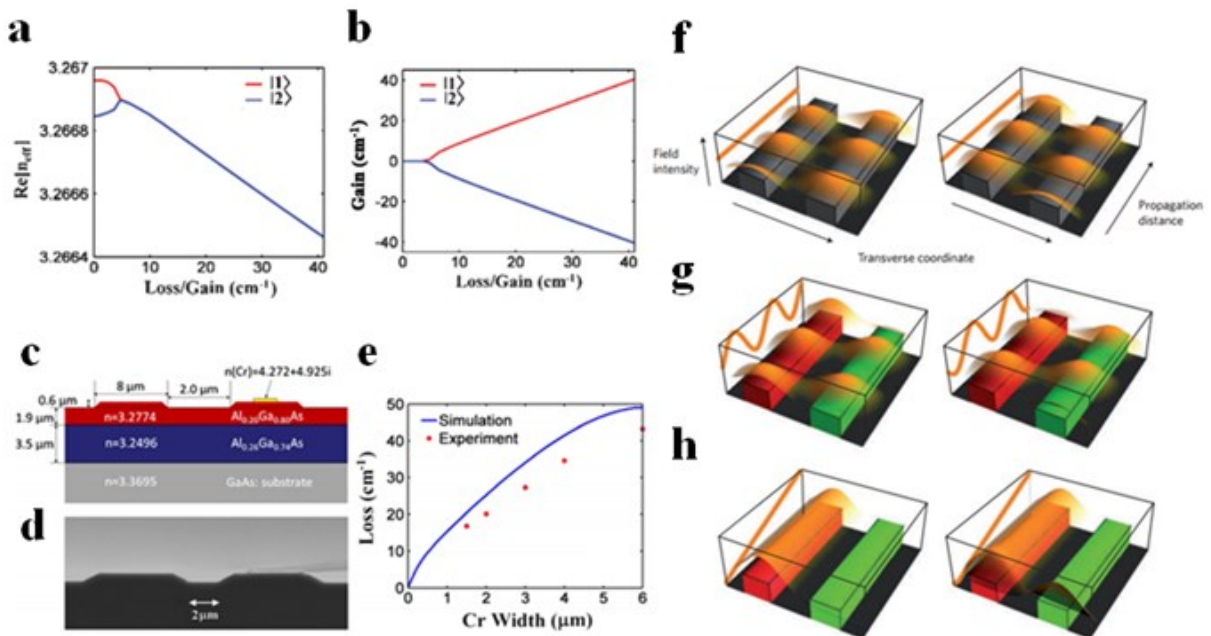 a
3.267
3.2668
3.2666
3.2664
Re|n_eff|
|1>
|2>
0 10 20 30 40
Loss/Gain (cm⁻¹)
b
40
20
0
-20
-40
Gain (cm⁻¹)
|1>
|2>
0 10 20 30 40
Loss/Gain (cm⁻¹)
c
n(Cr)=4.272+4.925i
8 μm
2.0 μm
0.6 μm
1.9 μm
3.5 μm
n=3.2774 Al₀.₂₀Ga₀.₈₀As
n=3.2496 Al₀.₂₆Ga₀.₇₄As
n=3.3695 GaAs: substrate
d
2μm
e
50
40
30
20
10
0
Loss (cm⁻¹)
Simulation
Experiment
0 1 2 3 4 5 6
Cr Width (μm)
f
Field
intensity
Propagation
distance
Transverse coordinate
g
h